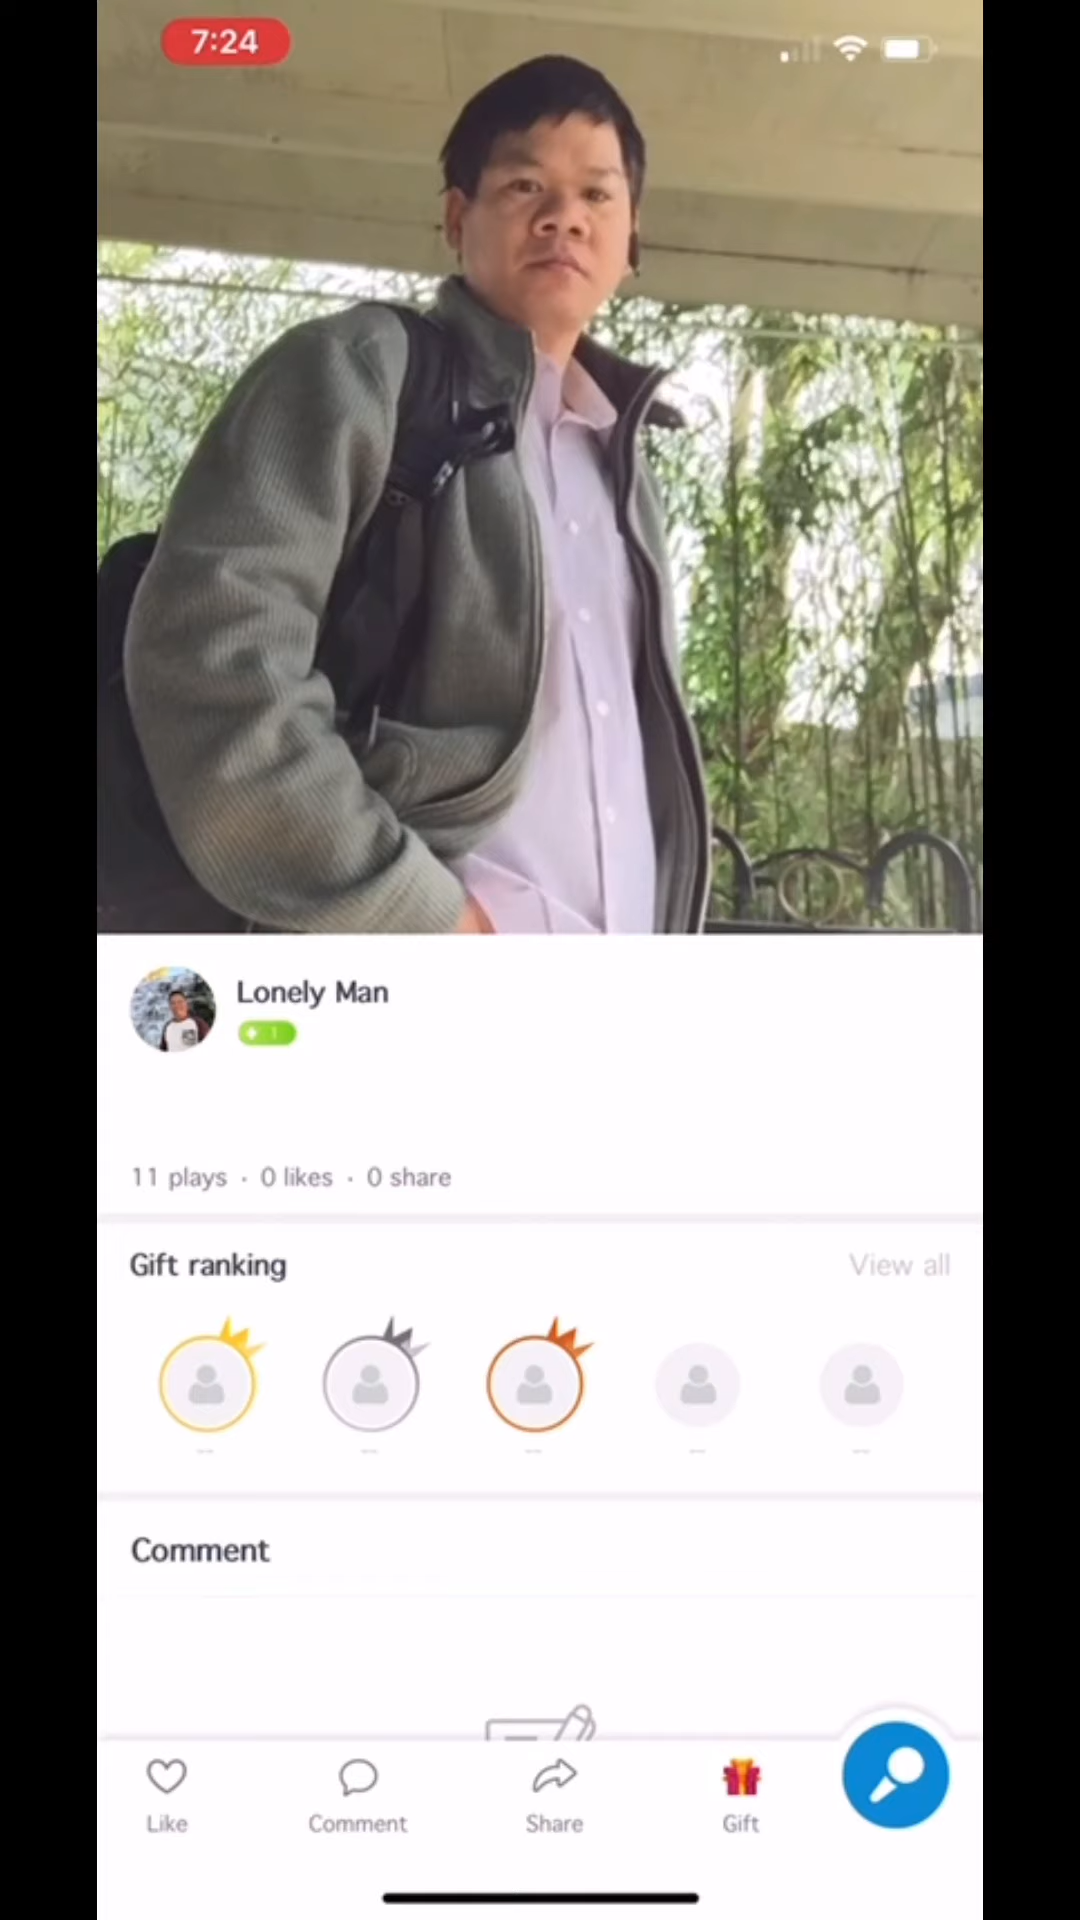 7:24
Lonely Man
1
11 plays · 0 likes · 0 share
Gift ranking
View all
-- -- -- -- --
Comment
Like
Comment
Share
Gift